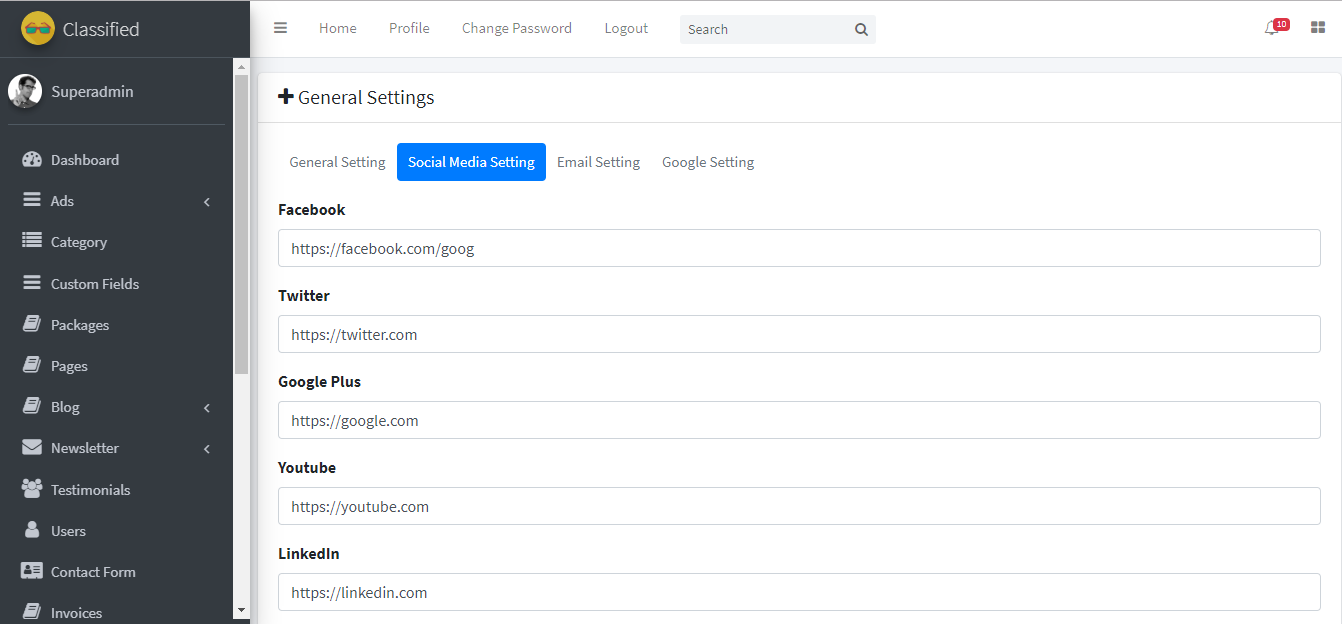 Classified
Home Profile Change Password Logout Search 10
Superadmin
Dashboard
Ads
Category
Custom Fields
Packages
Pages
Blog
Newsletter
Testimonials
Users
Contact Form
Invoices
General Settings
General Setting Social Media Setting Email Setting Google Setting
Facebook
https://facebook.com/goog
Twitter
https://twitter.com
Google Plus
https://google.com
Youtube
https://youtube.com
LinkedIn
https://linkedin.com